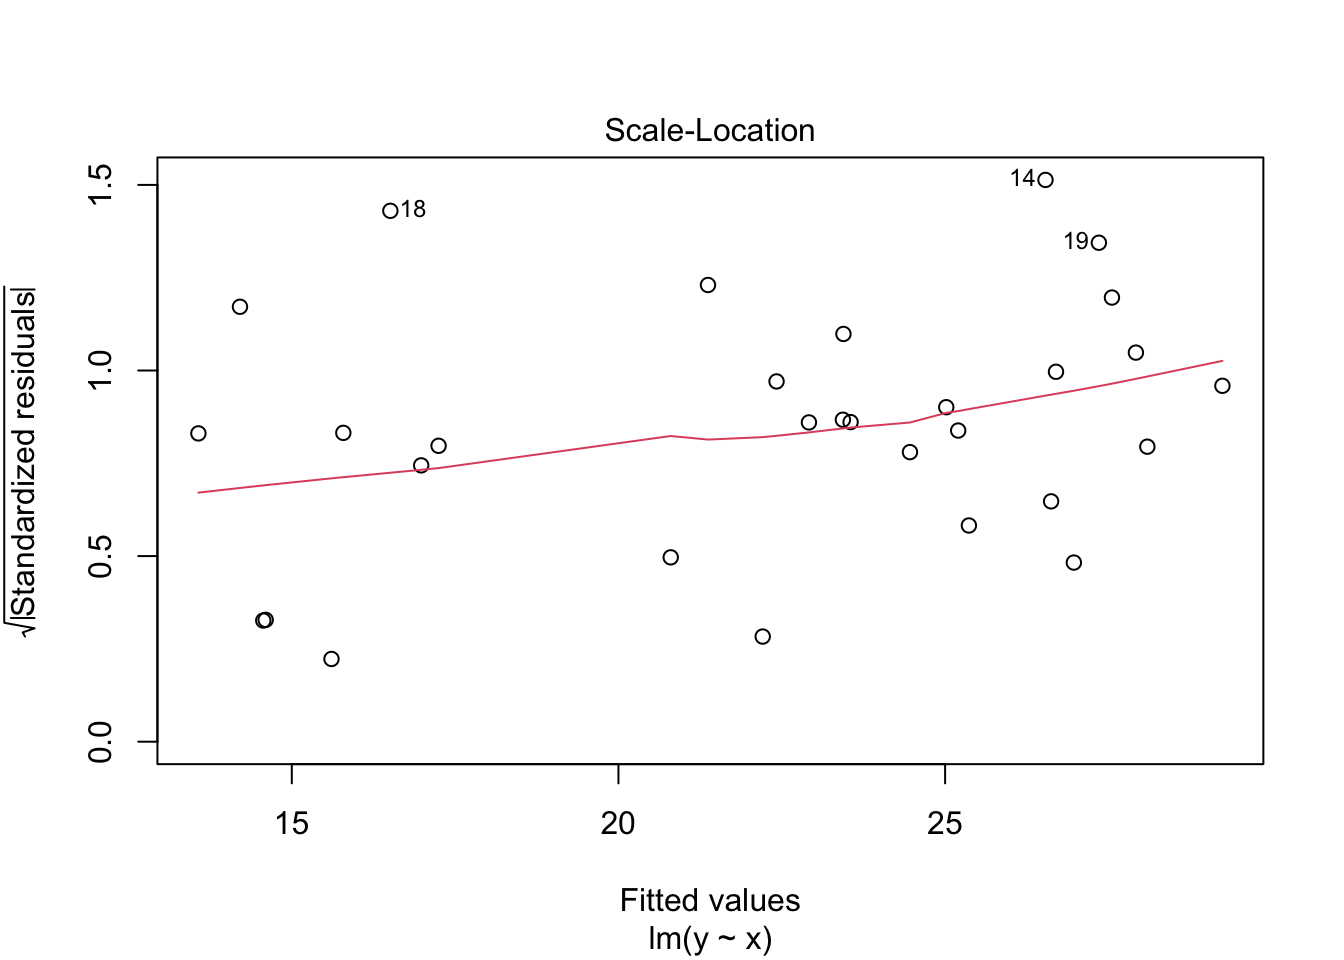 Scale-Location
√|Standardized residuals|
1.5
1.0
0.5
0.0
18
14
19
15 20 25
Fitted values
lm(y ~ x)